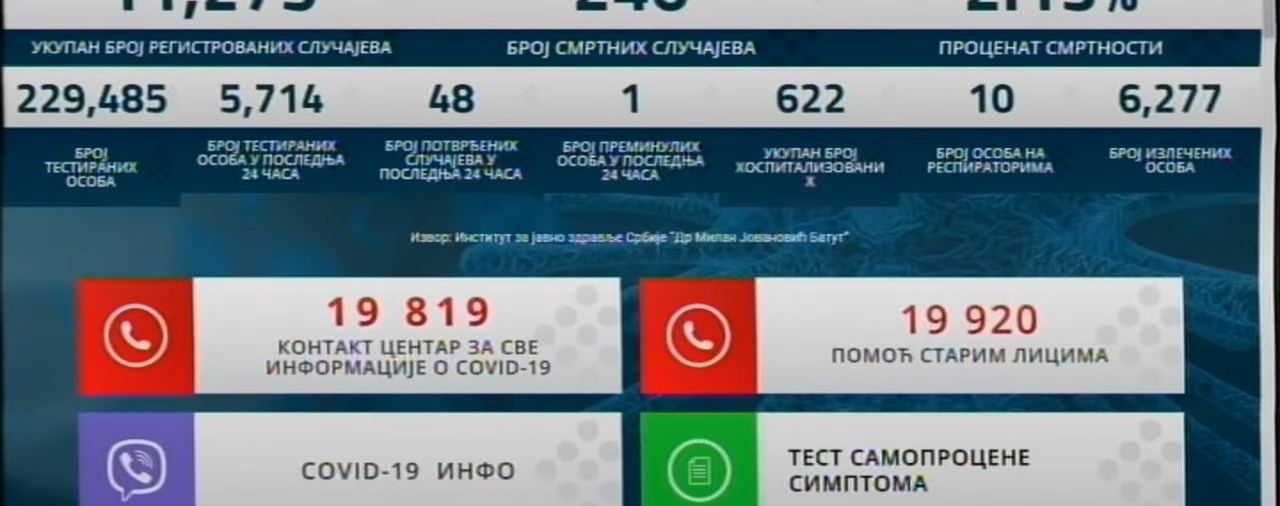 УКУПАН БРОЈ РЕГИСТРОВАНИХ СЛУЧАЈЕВА
БРОЈ СМРТНИХ СЛУЧАЈЕВА
ПРОЦЕНАТ СМРТНОСТИ
229,485
5,714
48
1
622
10
6,277
БРОЈ
ТЕСТИРАНИХ
ОСОБА
БРОЈ ТЕСТИРАНИХ
ОСОБА У ПОСЛЕДЊА
24 ЧАСА
БРОЈ ПОТВРЂЕНИХ
СЛУЧАЈЕВА У
ПОСЛЕДЊА 24 ЧАСА
БРОЈ ПРЕМИНУЛИХ
ОСОБА У ПОСЛЕДЊА
24 ЧАСА
УКУПАН БРОЈ
ХОСПИТАЛИЗОВАНИ
Х
БРОЈ ОСОБА НА
РЕСПИРАТОРИМА
БРОЈ ИЗЛЕЧЕНИХ
ОСОБА
Извор: Институт за јавно здравље Србије "Др Милан Јовановић Батут"
19 819
КОНТАКТ ЦЕНТАР ЗА СВЕ
ИНФОРМАЦИЈЕ О COVID-19
19 920
ПОМОЋ СТАРИМ ЛИЦИМА
COVID-19 ИНФО
ТЕСТ САМОПРОЦЕНЕ
СИМПТОМА